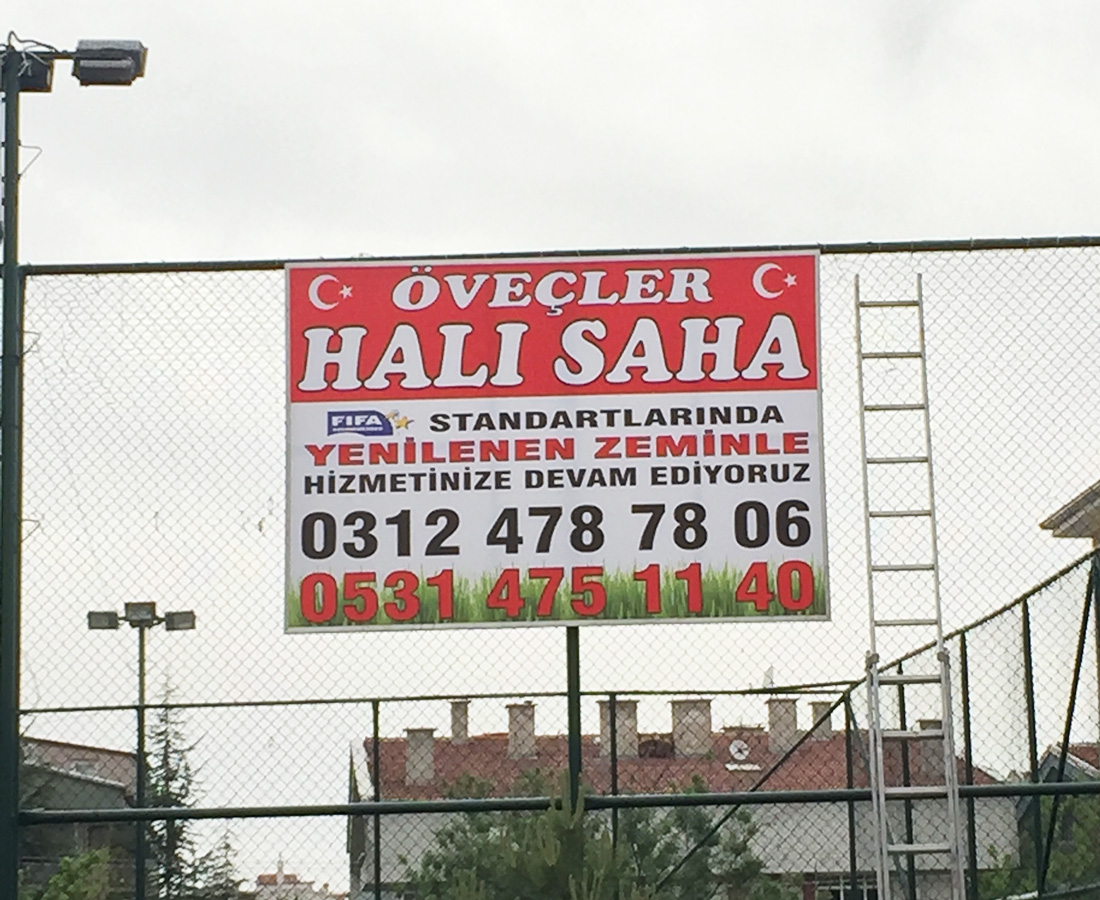 ÖVEÇLER
HALI SAHA
FIFA STANDARTLARINDA
YENİLENEN ZEMİNLE
HİZMETİNİZE DEVAM EDİYORUZ
0312 478 78 06
0531 475 11 40